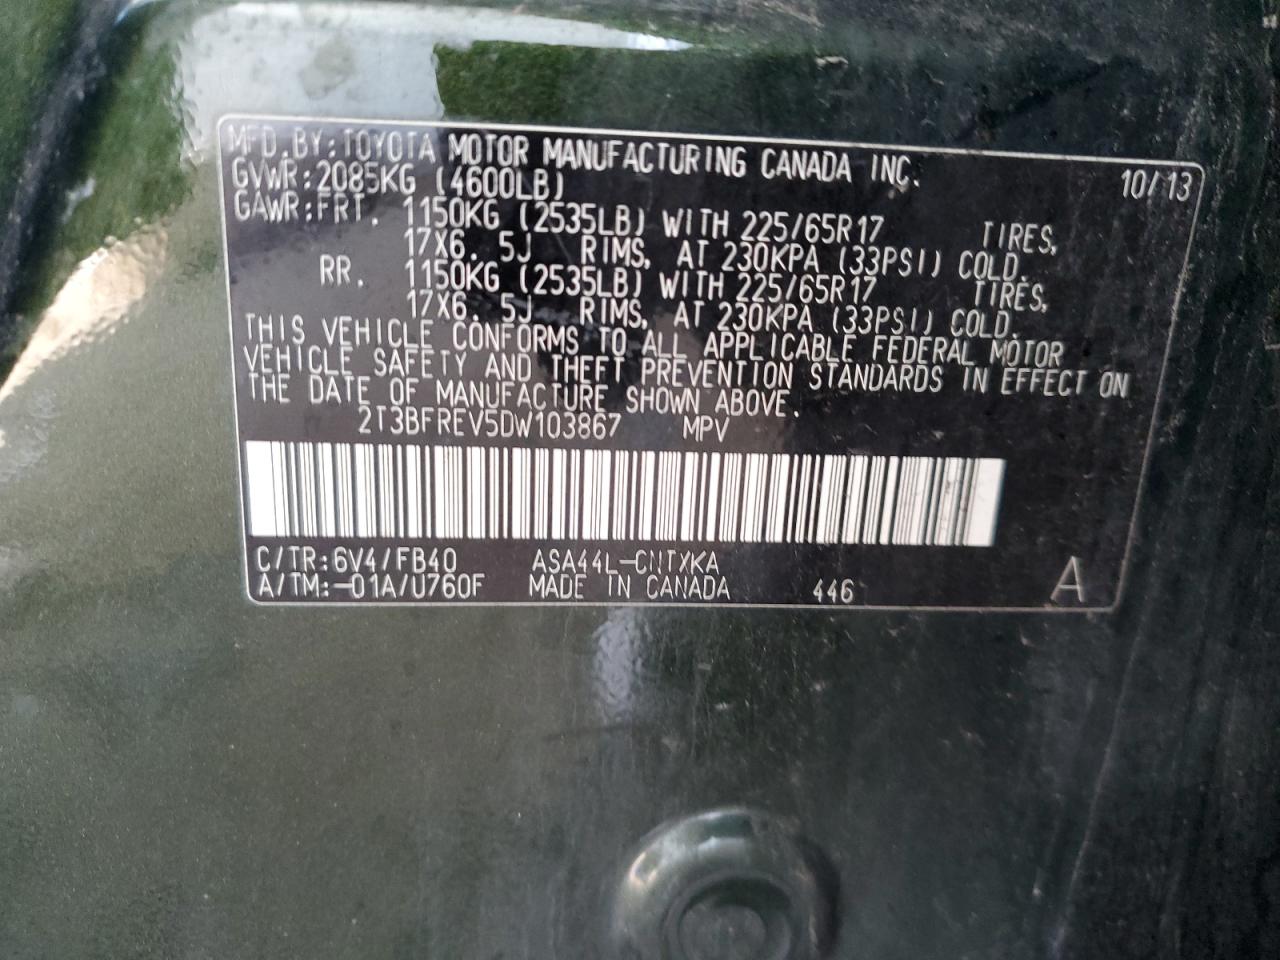 MFD. BY: TOYOTA MOTOR MANUFACTURING CANADA INC.
10/13
GVWR: 2085KG (4600LB)
GAWR: FRT. 1150KG (2535LB) WITH 225/65R17 TIRES,
17X6. 5J RIMS, AT 230KPA (33PSI) COLD.
RR. 1150KG (2535LB) WITH 225/65R17 TIRES,
17X6. 5J RIMS, AT 230KPA (33PSI) COLD.
THIS VEHICLE CONFORMS TO ALL APPLICABLE FEDERAL MOTOR
VEHICLE SAFETY AND THEFT PREVENTION STANDARDS IN EFFECT ON
THE DATE OF MANUFACTURE SHOWN ABOVE.
2T3BFREV5DW103867 MPV
C/TR: 6V4/FB40 ASA44L-CNTXKA
A/TM:-01A/U760F MADE IN CANADA 446 A